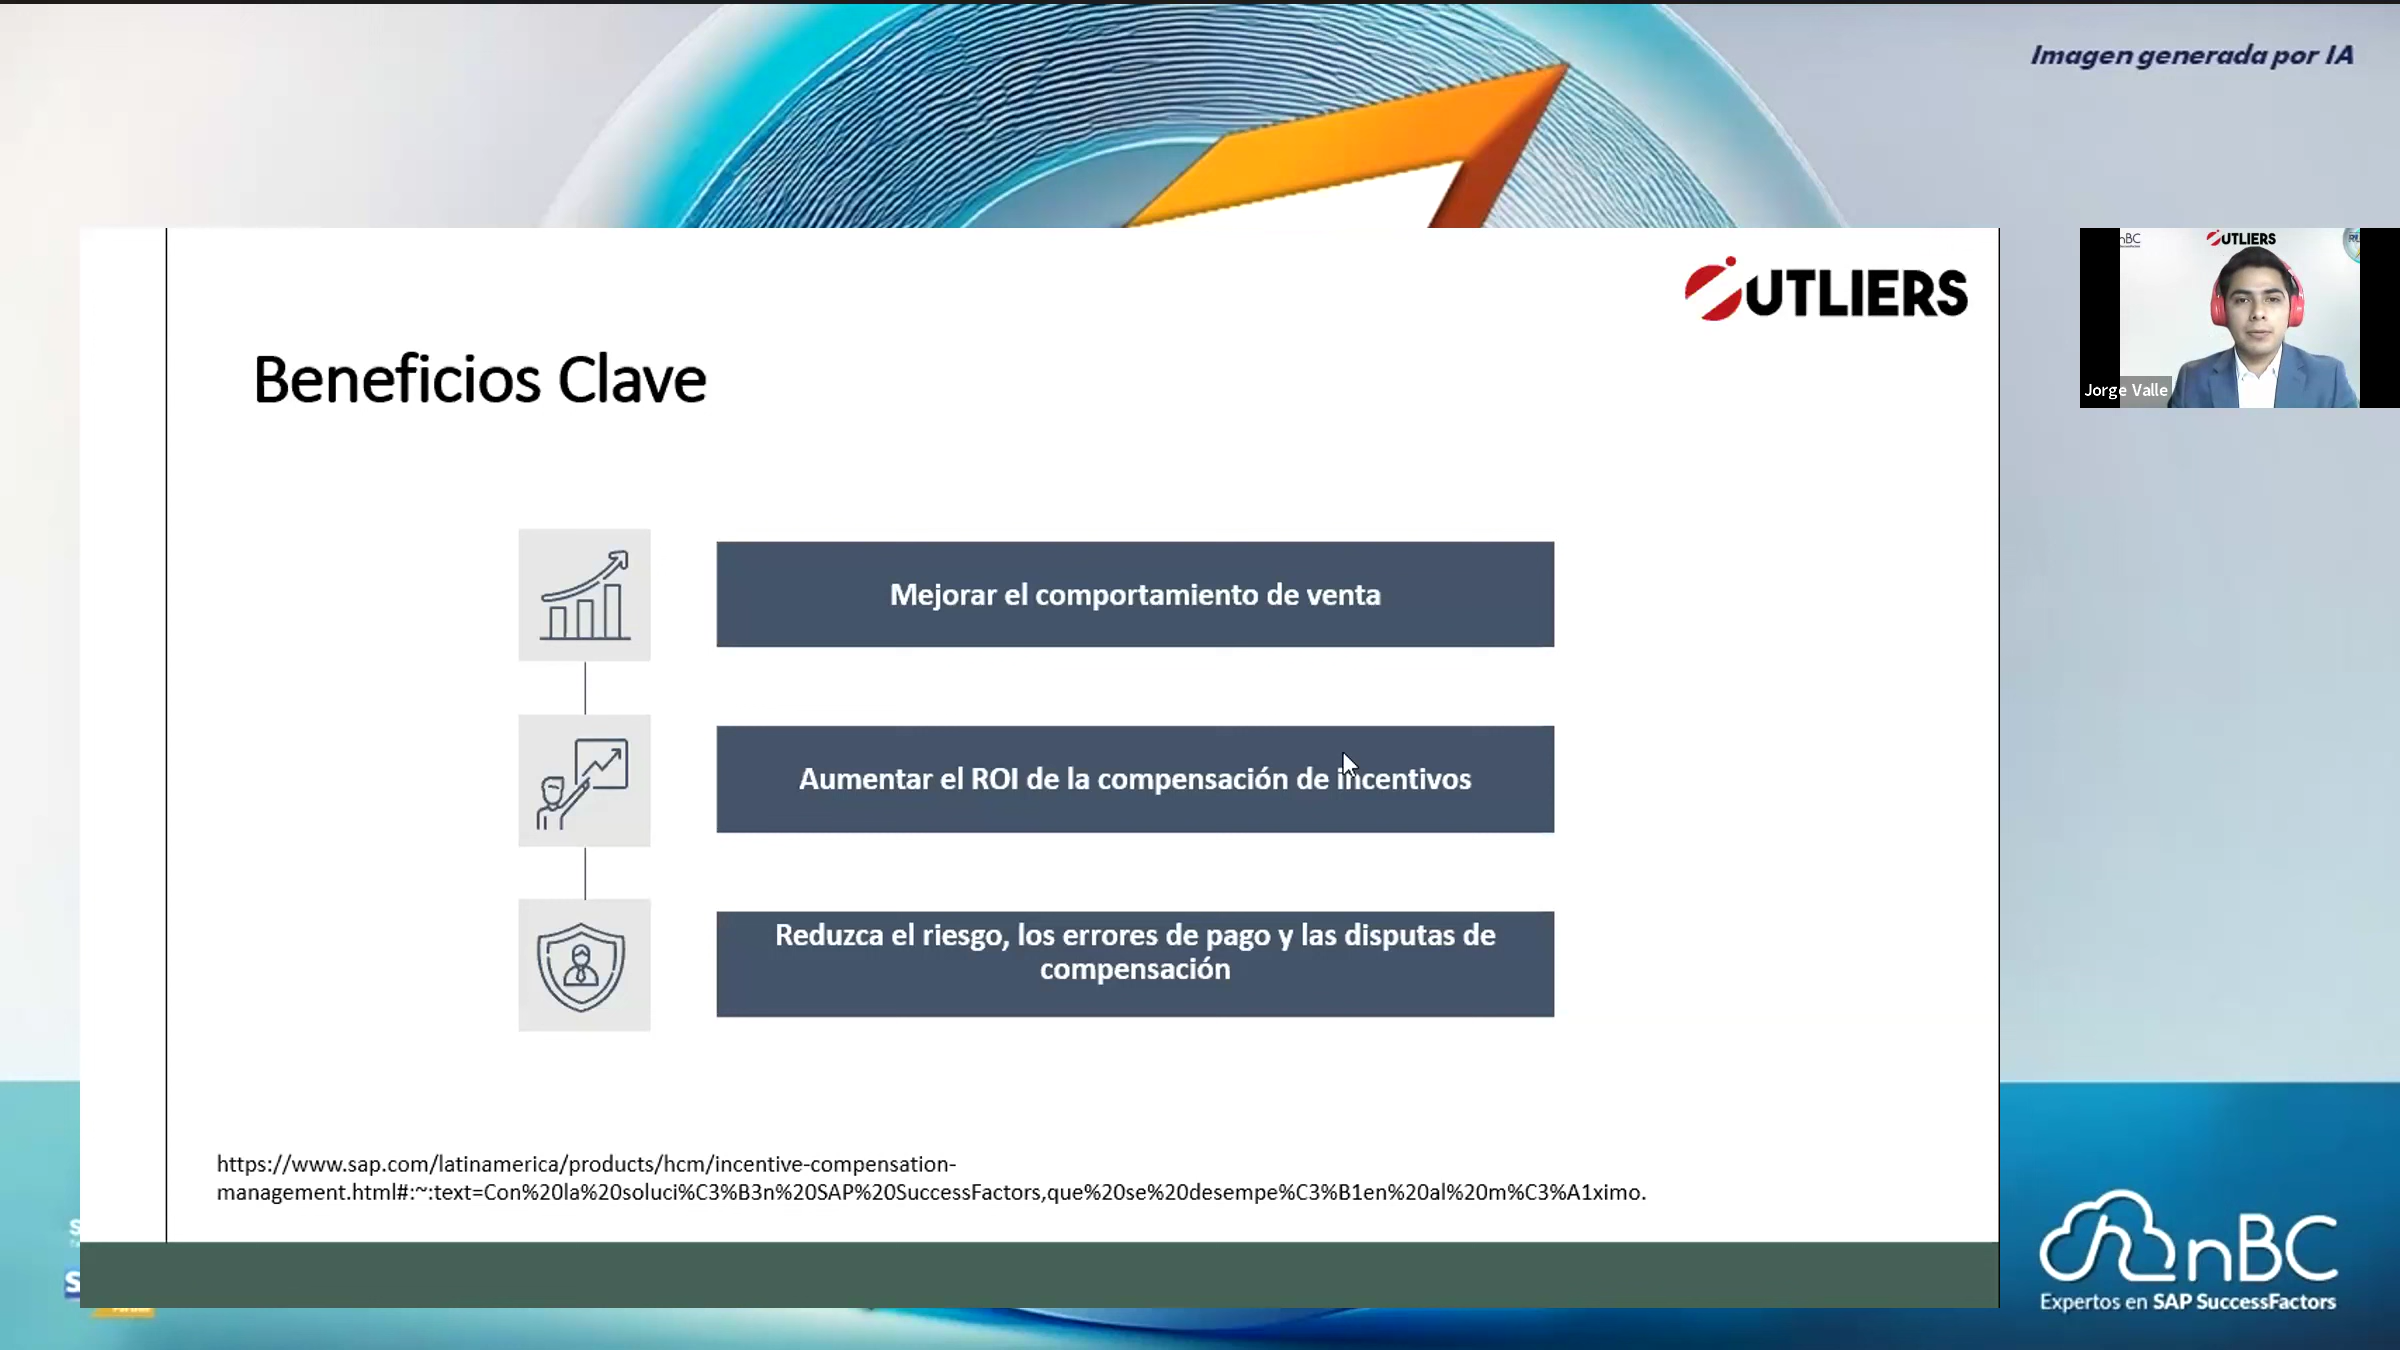 Imagen generada por IA
nBC
OUTLIERS
OUTLIERS
Jorge Valle
Beneficios Clave
Mejorar el comportamiento de venta
Aumentar el ROI de la compensación de incentivos
Reduzca el riesgo, los errores de pago y las disputas de
compensación
https://www.sap.com/latinamerica/products/hcm/incentive-compensation-
management.html#:~:text=Con%20la%20soluci%C3%B3n%20SAP%20SuccessFactors,que%20se%20desempe%C3%B1en%20al%20m%C3%A1ximo.
nBC
Expertos en SAP SuccessFactors